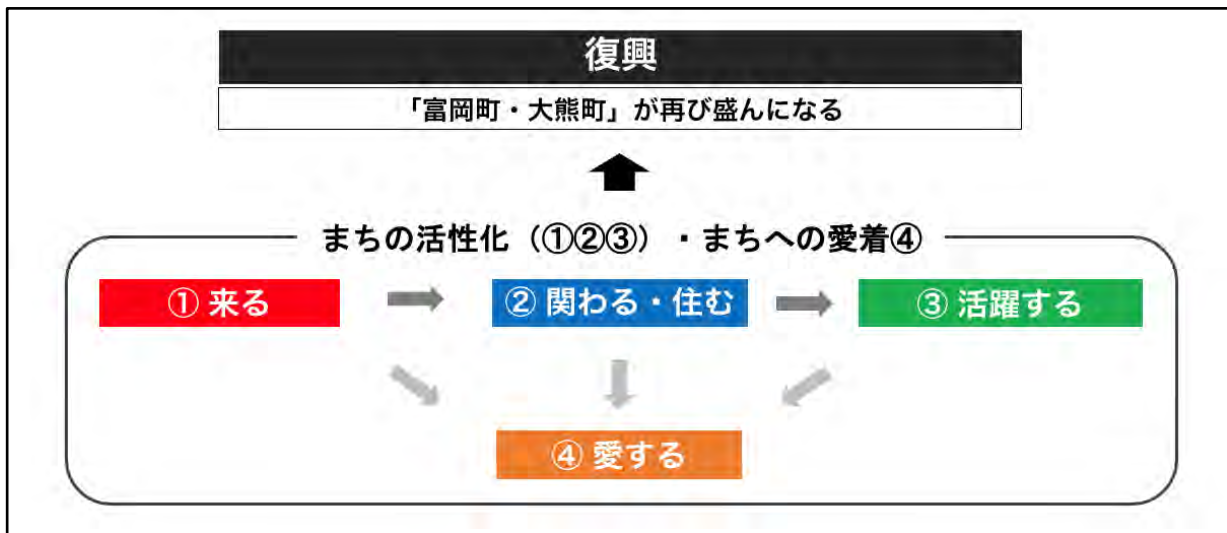 復興
「富岡町・大熊町」が再び盛んになる
まちの活性化（①②③）・まちへの愛着④
① 来る
② 関わる・住む
③ 活躍する
④ 愛する